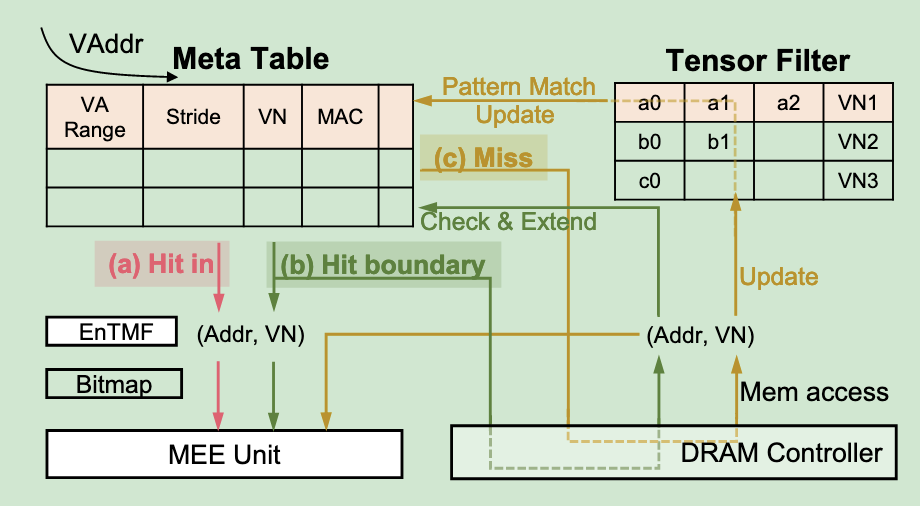 VAddr
Meta Table
Tensor Filter
VA
Range
Stride
VN
MAC
Pattern Match
Update
a0
a1
a2
VN1
b0
b1
VN2
c0
VN3
(c) Miss
Check & Extend
(a) Hit in
(b) Hit boundary
Update
EnTMF
(Addr, VN)
(Addr, VN)
Bitmap
Mem access
MEE Unit
DRAM Controller